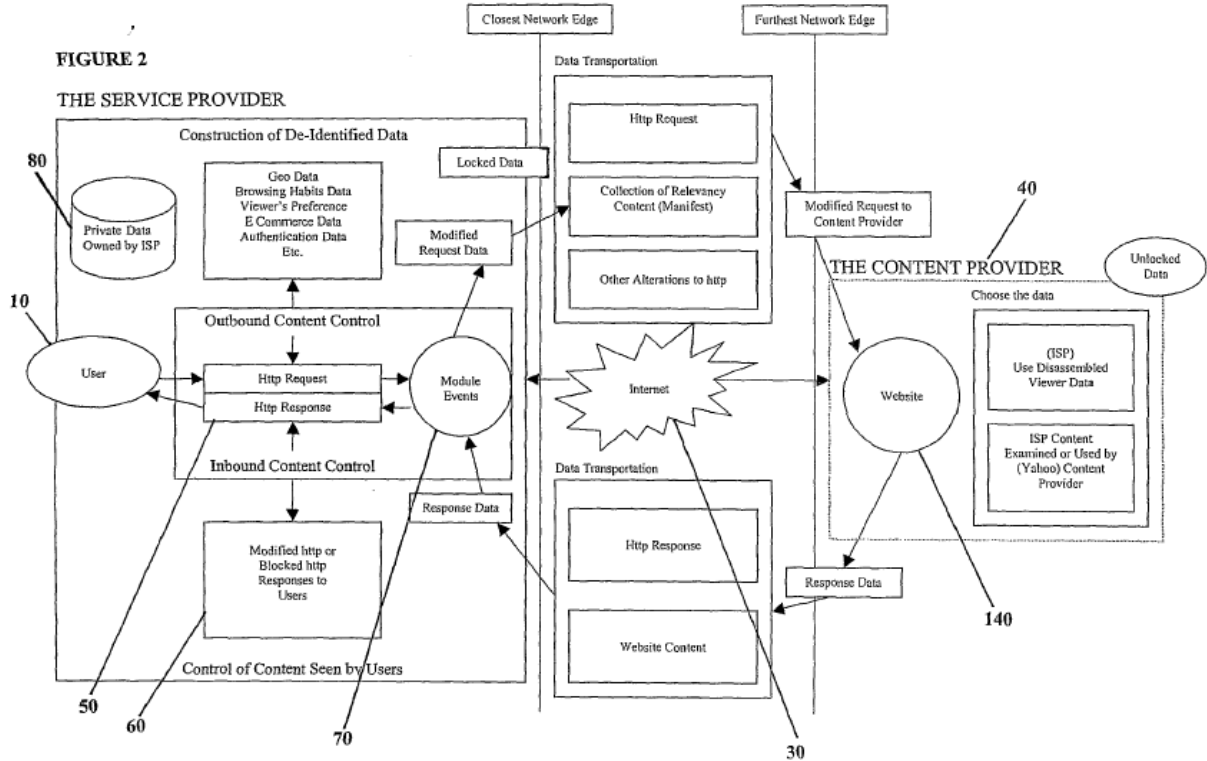 Closest Network Edge
Furthest Network Edge
FIGURE 2
THE SERVICE PROVIDER
Construction of De-Identified Data
80
Private Data
Owned by ISP
Geo Data
Browsing Habits Data
Viewer's Preference
E Commerce Data
Authentication Data
Etc.
Locked Data
Modified
Request Data
10
User
Outbound Content Control
Http Request
Http Response
Module
Events
Inbound Content Control
Response Data
Modified http or
Blocked http
Responses to
Users
Control of Content Seen by Users
50
60
70
Data Transportation
Http Request
Collection of Relevancy
Content (Manifest)
Other Alterations to http
Internet
Data Transportation
Http Response
Website Content
30
Modified Request to
Content Provider
40
THE CONTENT PROVIDER
Unlocked
Data
Choose the data
Website
(ISP)
Use Disassembled
Viewer Data
ISP Content
Examined or Used by
(Yahoo) Content
Provider
Response Data
140